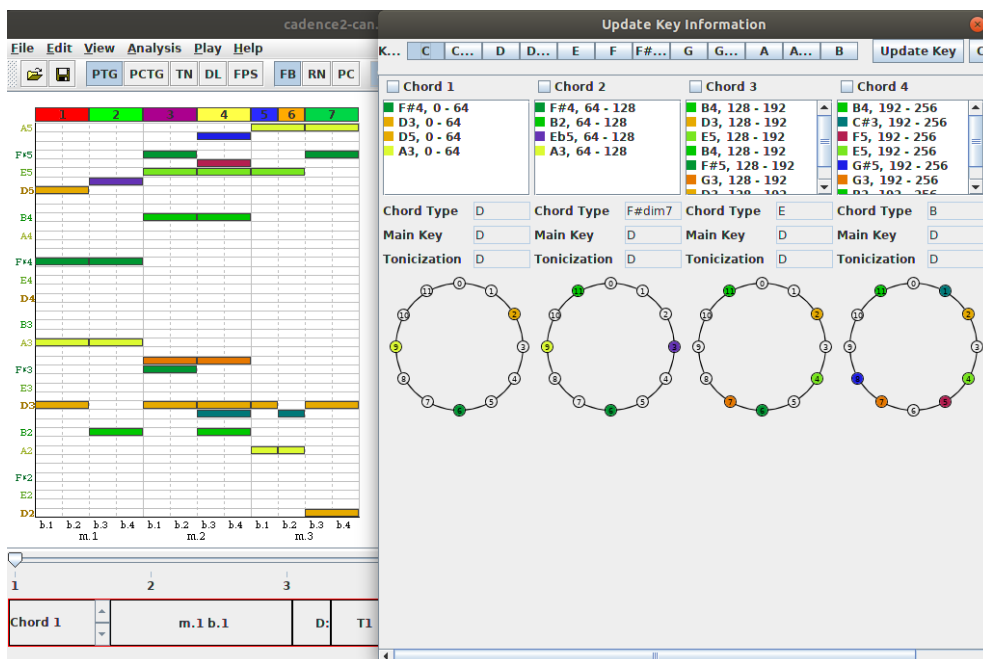 cadence2-can.
File Edit View Analysis Play Help
PTG PCTG TN DL FPS FB RN PC
1 2 3 4 5 6 7
A5
F#5
E5
D5
B4
A4
F#4
E4
D4
B3
A3
F#3
E3
D3
B2
A2
F#2
E2
D2
b.1 b.2 b.3 b.4 b.1 b.2 b.3 b.4 b.1 b.2 b.3 b.4
m.1 m.2 m.3
1 2 3
Chord 1 m.1 b.1 D: T1
Update Key Information
K... C C... D D... E F F#... G G... A A... B Update Key C
Chord 1 Chord 2 Chord 3 Chord 4
F#4, 0 - 64
D3, 0 - 64
D5, 0 - 64
A3, 0 - 64
F#4, 64 - 128
B2, 64 - 128
Eb5, 64 - 128
A3, 64 - 128
B4, 128 - 192
D3, 128 - 192
E5, 128 - 192
B4, 128 - 192
F#5, 128 - 192
G3, 128 - 192
B4, 192 - 256
C#3, 192 - 256
F5, 192 - 256
E5, 192 - 256
G#5, 192 - 256
G3, 192 - 256
Chord Type D Chord Type F#dim7 Chord Type E Chord Type B
Main Key D Main Key D Main Key D Main Key D
Tonicization D Tonicization D Tonicization D Tonicization D
0 1 2 3 4 5 6 7 8 9 10 11
0 1 2 3 4 5 6 7 8 9 10 11
0 1 2 3 4 5 6 7 8 9 10 11
0 1 2 3 4 5 6 7 8 9 10 11